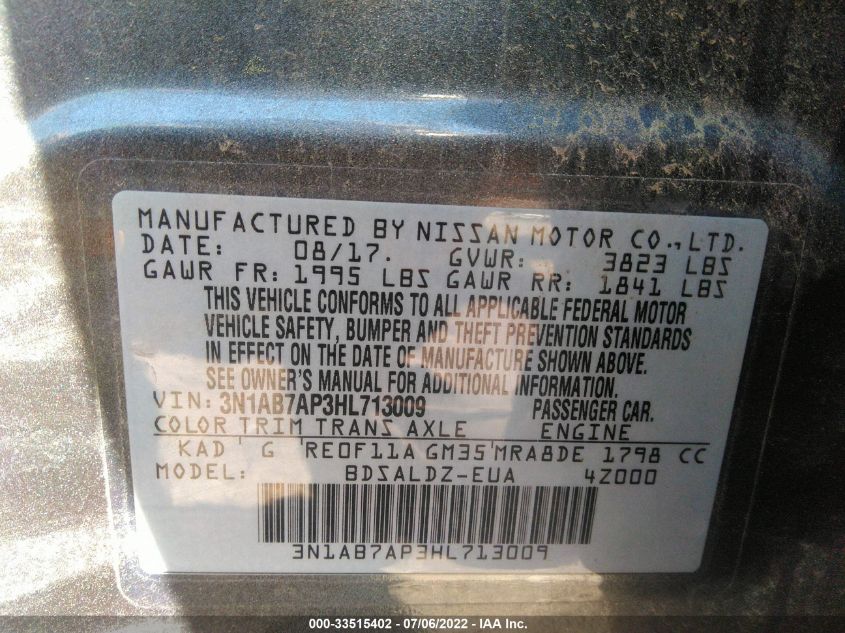 MANUFACTURED BY NISSAN MOTOR CO.,LTD.
DATE: 08/17. GVWR: 3823 LBS
GAWR FR: 1995 LBS GAWR RR: 1841 LBS
THIS VEHICLE CONFORMS TO ALL APPLICABLE FEDERAL MOTOR
VEHICLE SAFETY, BUMPER AND THEFT PREVENTION STANDARDS
IN EFFECT ON THE DATE OF MANUFACTURE SHOWN ABOVE.
SEE OWNER'S MANUAL FOR ADDITIONAL INFORMATION.
VIN: 3N1AB7AP3HL713009 PASSENGER CAR.
COLOR TRIM TRANS AXLE ENGINE
KAD G RE0F11A GM35 MRA8DE 1798 CC
MODEL: BDSALDZ-EUA 4Z000
3N1AB7AP3HL713009
000-33515402 - 07/06/2022 - IAA Inc.